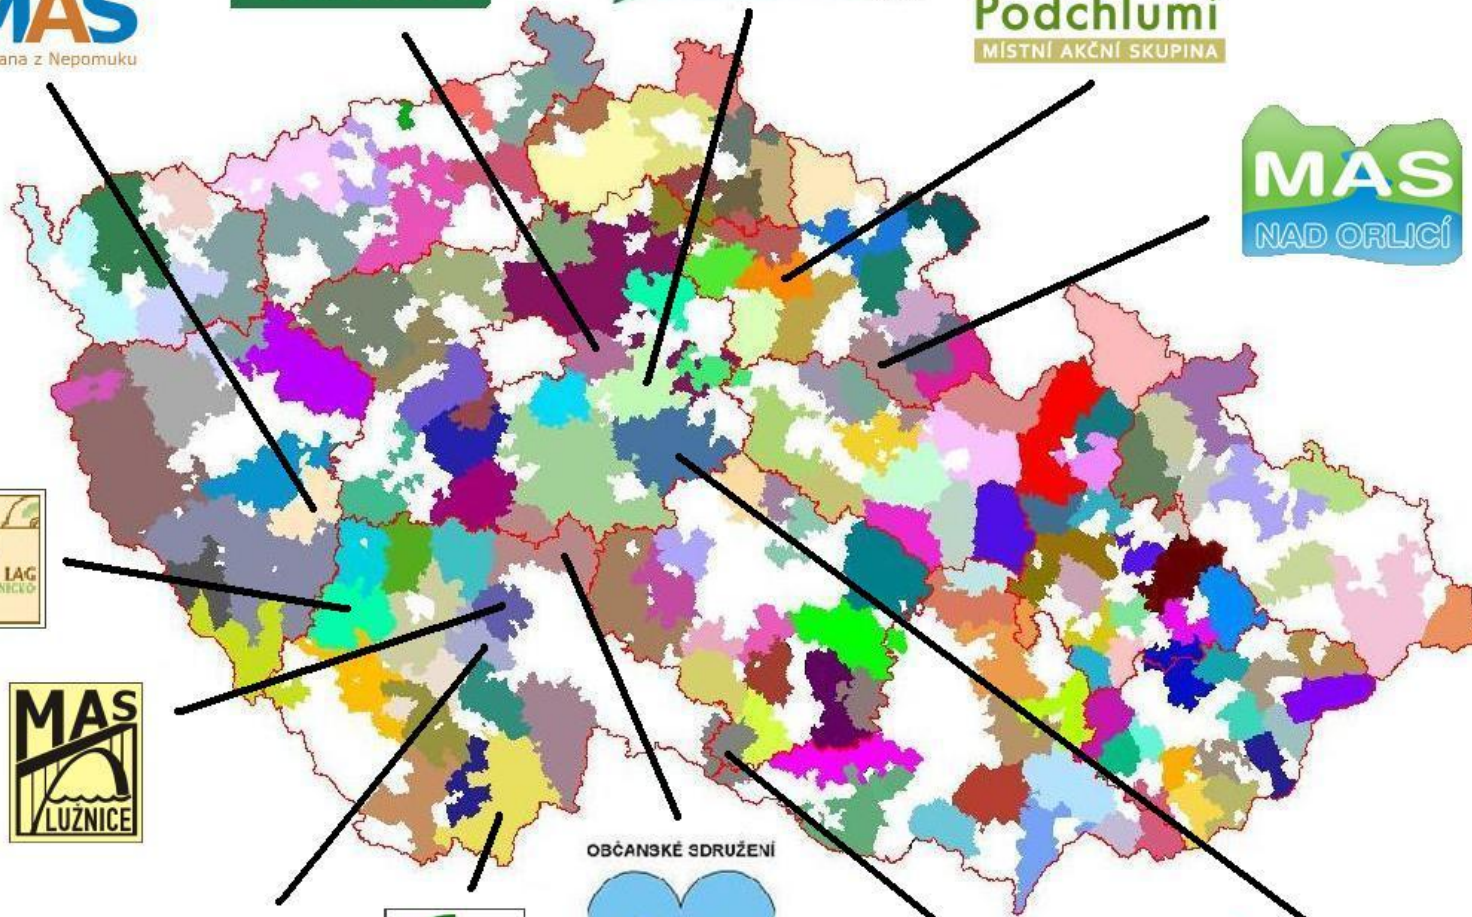 MAS
ana z Nepomuku
Podchlumí
MÍSTNÍ AKČNÍ SKUPINA
MAS
NAD ORLICÍ
LAG
MAS
LUŽNICE
OBČANSKÉ SDRUŽENÍ